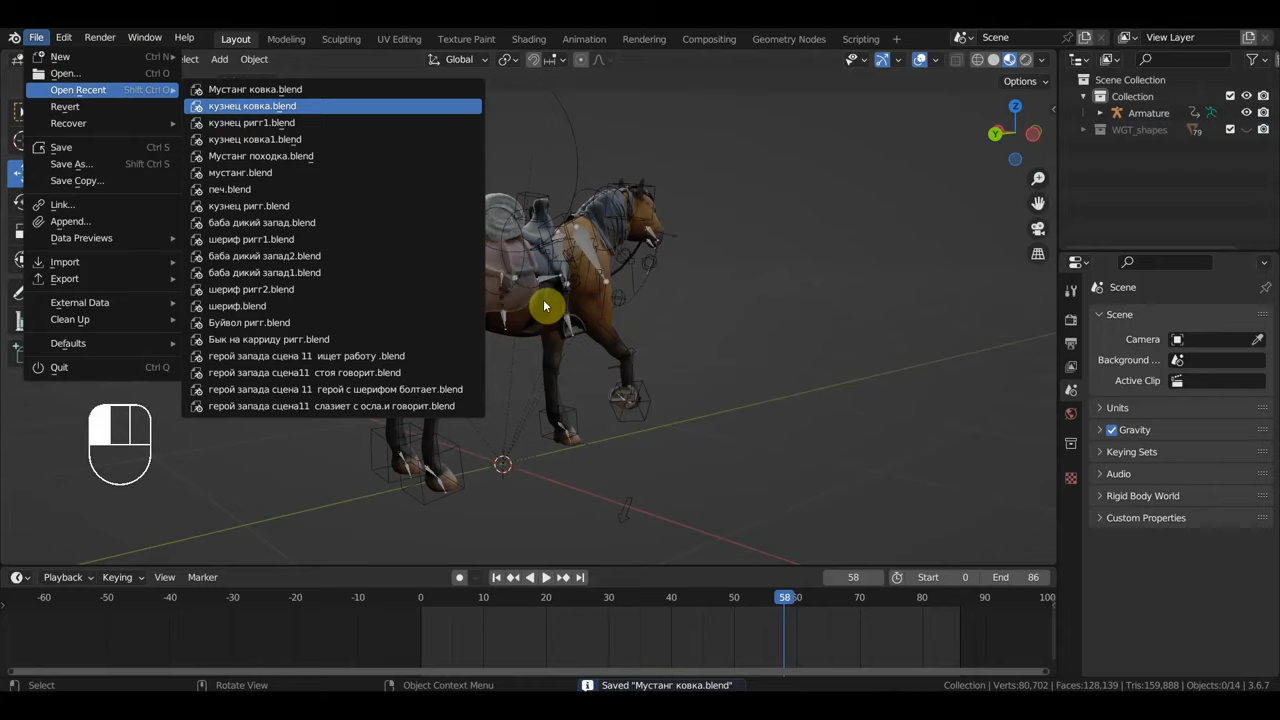 File Edit Render Window Help Layout Modeling Sculpting UV Editing Texture Paint Shading Animation Rendering Compositing Geometry Nodes Scripting Scene View Layer
New Ctrl N
Open... Ctrl O
Open Recent Shift Ctrl O
Revert
Recover
Save Ctrl S
Save As... Shift Ctrl S
Save Copy...
Link...
Append...
Data Previews
Import
Export
External Data
Clean Up
Defaults
Quit Ctrl Q
lect Add Object Global
Options
Мустанг ковка.blend
кузнец ковка.blend
кузнец ригг1.blend
кузнец ковка1.blend
Мустанг походка.blend
мустанг.blend
печ.blend
кузнец ригг.blend
баба дикий запад.blend
шериф ригг1.blend
баба дикий запад2.blend
баба дикий запад1.blend
шериф ригг2.blend
шериф.blend
Буйвол ригг.blend
Бык на карриду ригг.blend
герой запада сцена 11 ищет работу .blend
герой запада сцена11 стоя говорит.blend
герой запада сцена 11 герой с шерифом болтает.blend
герой запада сцена11 слазиет с осла.и говорит.blend
Z
Y
Scene Collection
Collection
Armature
WGT_shapes 79
Scene
Scene
Camera
Background ...
Active Clip
Units
Gravity
Keying Sets
Audio
Rigid Body World
Custom Properties
Playback Keying View Marker 58 Start 0 End 86
-60 -50 -40 -30 -20 -10 0 10 20 30 40 50 58 60 70 80 90 100
Select Rotate View Object Context Menu Saved "Мустанг ковка.blend" Collection | Verts:80,702 | Faces:128,139 | Tris:159,888 | Objects:0/14 | 3.6.7